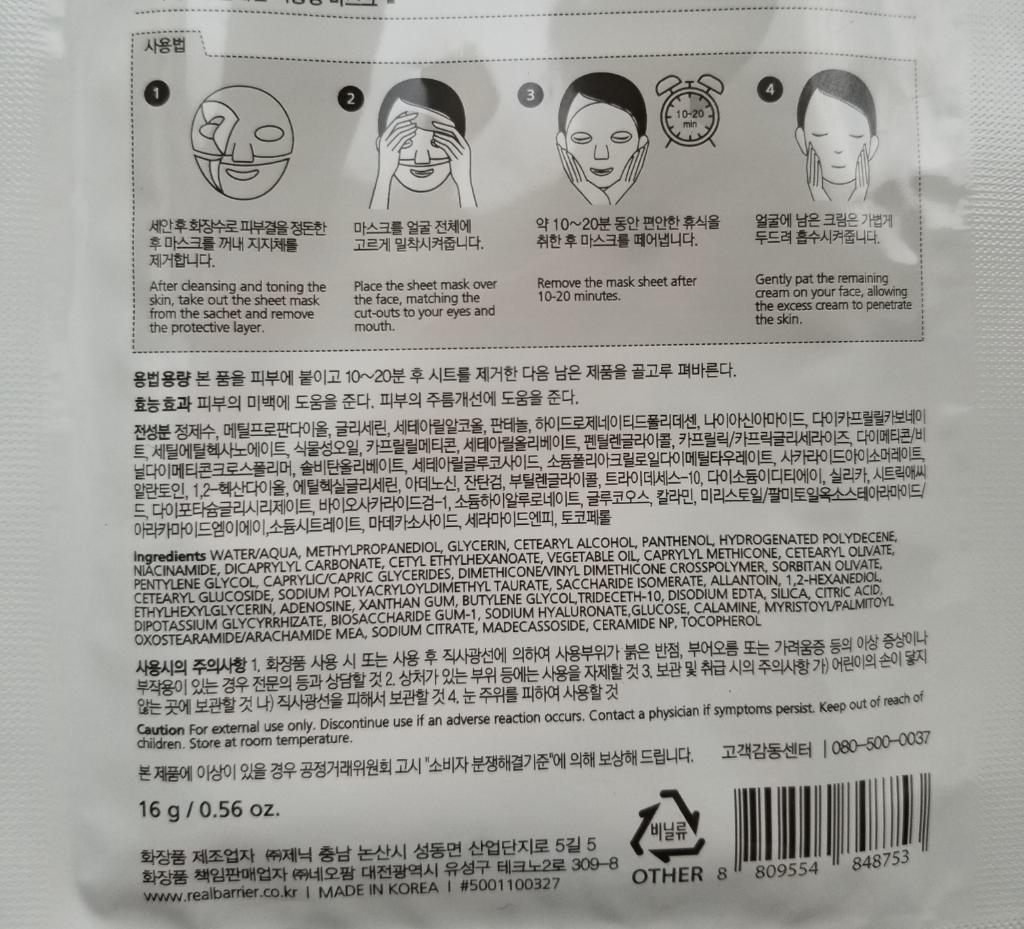 사용법
1
2
3
10-20
min
4
세안 후 화장수로 피부결을 정돈한
후 마스크를 꺼내 지지체를
제거합니다.
After cleansing and toning the
skin, take out the sheet mask
from the sachet and remove
the protective layer.
마스크를 얼굴 전체에
고르게 밀착시켜줍니다.
Place the sheet mask over
the face, matching the
cut-outs to your eyes and
mouth.
약 10~20분 동안 편안한 휴식을
취한 후 마스크를 떼어냅니다.
Remove the mask sheet after
10-20 minutes.
얼굴에 남은 크림은 가볍게
두드려 흡수시켜줍니다.
Gently pat the remaining
cream on your face, allowing
the excess cream to penetrate
the skin.
용법용량 본 품을 피부에 붙이고 10~20분 후 시트를 제거한 다음 남은 제품을 골고루 펴바른다.
효능효과 피부의 미백에 도움을 준다. 피부의 주름개선에 도움을 준다.
전성분 정제수, 메틸프로판다이올, 글리세린, 세테아릴알코올, 판테놀, 하이드로제네이티드폴리데센, 나이아신아마이드, 다이카프릴릴카보네이
트, 세틸에틸헥사노에이트, 식물성오일, 카프릴릴메티콘, 세테아릴올리베이트, 펜틸렌글라이콜, 카프릴릭/카프릭글리세라이즈, 다이메티콘/비
닐다이메티콘크로스폴리머, 솔비탄올리베이트, 세테아릴글루코사이드, 소듐폴리아크릴로일다이메틸타우레이트, 사카라이드아이소머레이트,
알란토인, 1,2-헥산다이올, 에틸헥실글리세린, 아데노신, 잔탄검, 부틸렌글라이콜, 트라이데세스-10, 다이소듐이디티에이, 실리카, 시트릭애씨
드, 다이포타슘글리시리제이트, 바이오사카라이드검-1, 소듐하이알루로네이트, 글루코오스, 칼라민, 미리스토일/팔미토일옥소스테아라마이드/
아라카마이드엠이에이,소듐시트레이트, 마데카소사이드, 세라마이드엔피, 토코페롤
Ingredients WATER/AQUA, METHYLPROPANEDIOL, GLYCERIN, CETEARYL ALCOHOL, PANTHENOL, HYDROGENATED POLYDECENE,
NIACINAMIDE, DICAPRYLYL CARBONATE, CETYL ETHYLHEXANOATE, VEGETABLE OIL, CAPRYLYL METHICONE, CETEARYL OLIVATE,
PENTYLENE GLYCOL, CAPRYLIC/CAPRIC GLYCERIDES, DIMETHICONE/VINYL DIMETHICONE CROSSPOLYMER, SORBITAN OLIVATE,
CETEARYL GLUCOSIDE, SODIUM POLYACRYLOYLDIMETHYL TAURATE, SACCHARIDE ISOMERATE, ALLANTOIN, 1,2-HEXANEDIOL,
ETHYLHEXYLGLYCERIN, ADENOSINE, XANTHAN GUM, BUTYLENE GLYCOL,TRIDECETH-10, DISODIUM EDTA, SILICA, CITRIC ACID,
DIPOTASSIUM GLYCYRRHIZATE, BIOSACCHARIDE GUM-1, SODIUM HYALURONATE,GLUCOSE, CALAMINE, MYRISTOYL/PALMITOYL
OXOSTEARAMIDE/ARACHAMIDE MEA, SODIUM CITRATE, MADECASSOSIDE, CERAMIDE NP, TOCOPHEROL
사용시의 주의사항 1. 화장품 사용 시 또는 사용 후 직사광선에 의하여 사용부위가 붉은 반점, 부어오름 또는 가려움증 등의 이상 증상이나
부작용이 있는 경우 전문의 등과 상담할 것 2. 상처가 있는 부위 등에는 사용을 자제할 것 3. 보관 및 취급 시의 주의사항 가) 어린이의 손이 닿지
않는 곳에 보관할 것 나) 직사광선을 피해서 보관할 것 4. 눈 주위를 피하여 사용할 것
Caution For external use only. Discontinue use if an adverse reaction occurs. Contact a physician if symptoms persist. Keep out of reach of
children. Store at room temperature.
본 제품에 이상이 있을 경우 공정거래위원회 고시 "소비자 분쟁해결기준"에 의해 보상해 드립니다. 고객감동센터 | 080-500-0037
16 g / 0.56 oz.
비닐류
OTHER
8 809554 848753
화장품 제조업자 ㈜제닉 충남 논산시 성동면 산업단지로 5길 5
화장품 책임판매업자 ㈜네오팜 대전광역시 유성구 테크노2로 309-8
www.realbarrier.co.kr | MADE IN KOREA | #5001100327